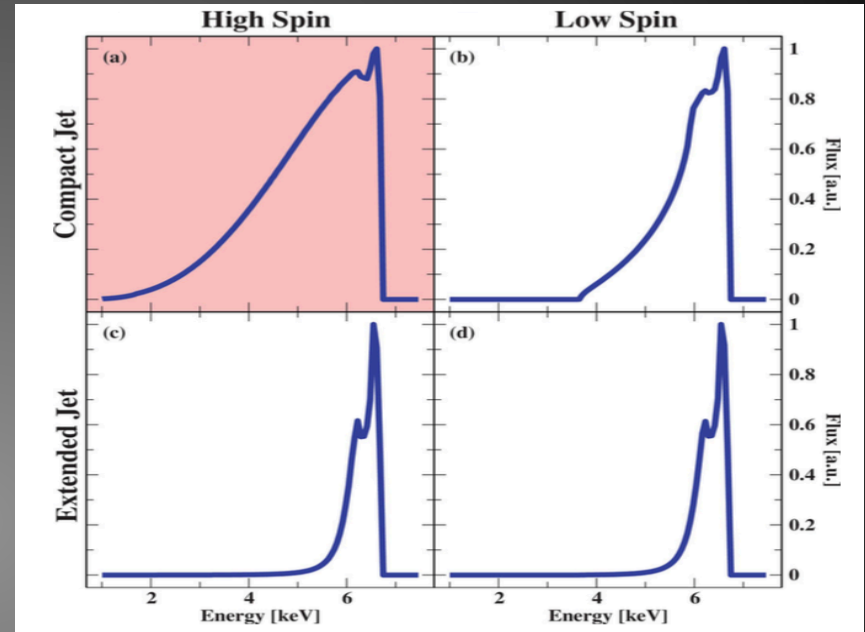 High Spin
Low Spin
(a)
(b)
1
0.8
0.6
0.4
0.2
0
Compact Jet
Flux [a.u.]
(c)
(d)
1
0.8
0.6
0.4
0.2
0
Extended Jet
Flux [a.u.]
2 4 6 2 4 6
Energy [keV] Energy [keV]